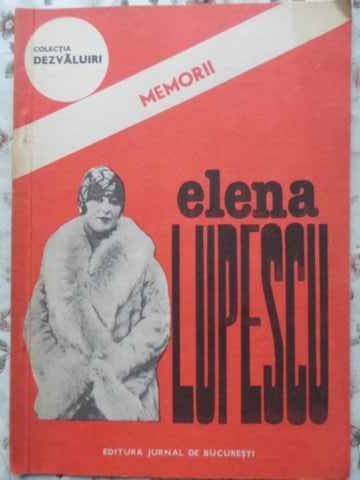 COLECȚIA
DEZVĂLUIRI
MEMORII
elena
LUPESCU
EDITURA JURNAL DE BUCUREȘTI